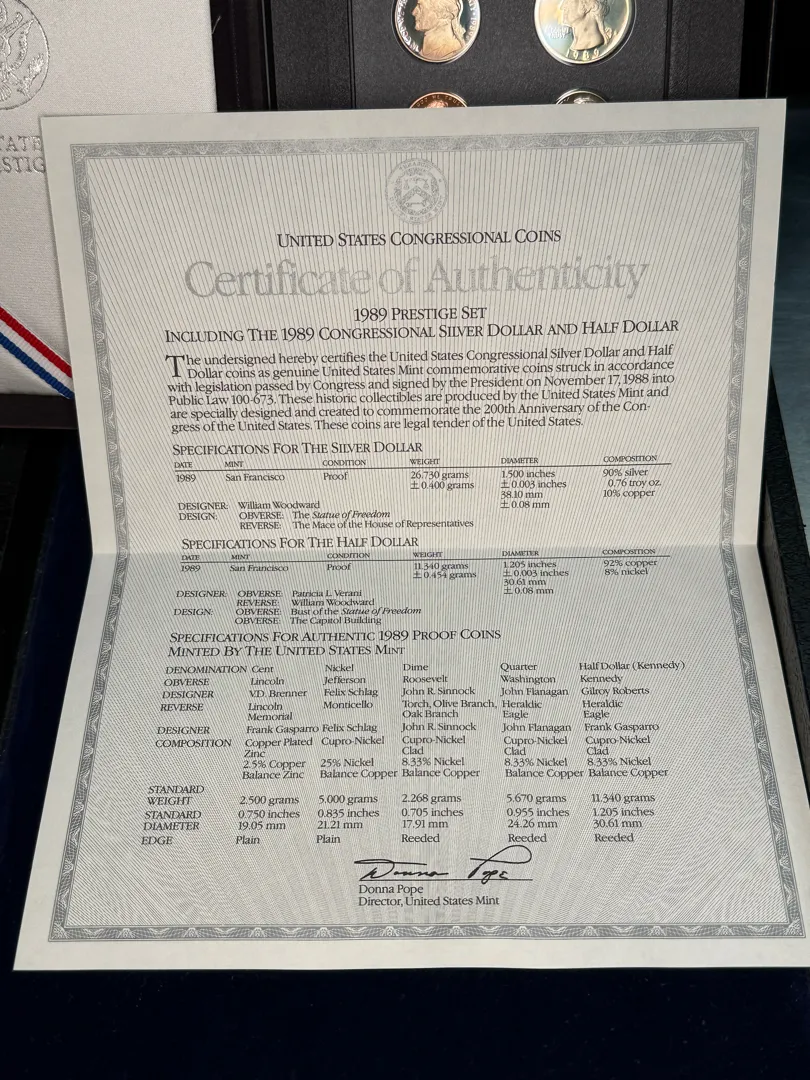 TATE
STIG
1989
UNITED STATES CONGRESSIONAL COINS
Certificate of Authenticity
1989 PRESTIGE SET
INCLUDING THE 1989 CONGRESSIONAL SILVER DOLLAR AND HALF DOLLAR
The undersigned hereby certifies the United States Congressional Silver Dollar and Half
Dollar coins as genuine United States Mint commemorative coins struck in accordance
with legislation passed by Congress and signed by the President on November 17, 1988 into
Public Law 100-673. These historic collectibles are produced by the United States Mint and
are specially designed and created to commemorate the 200th Anniversary of the Con-
gress of the United States. These coins are legal tender of the United States.
SPECIFICATIONS FOR THE SILVER DOLLAR
DATE MINT CONDITION WEIGHT DIAMETER COMPOSITION
1989 San Francisco Proof 26.730 grams 1.500 inches 90% silver
± 0.400 grams ± 0.003 inches 0.76 troy oz.
38.10 mm 10% copper
± 0.08 mm
DESIGNER: William Woodward
DESIGN: OBVERSE: The Statue of Freedom
REVERSE: The Mace of the House of Representatives
SPECIFICATIONS FOR THE HALF DOLLAR
DATE MINT CONDITION WEIGHT DIAMETER COMPOSITION
1989 San Francisco Proof 11.340 grams 1.205 inches 92% copper
± 0.454 grams ± 0.003 inches 8% nickel
30.61 mm
± 0.08 mm
DESIGNER: OBVERSE: Patricia L. Verani
REVERSE: William Woodward
DESIGN: OBVERSE: Bust of the Statue of Freedom
OBVERSE: The Capitol Building
SPECIFICATIONS FOR AUTHENTIC 1989 PROOF COINS
MINTED BY THE UNITED STATES MINT
DENOMINATION Cent Nickel Dime Quarter Half Dollar (Kennedy)
OBVERSE Lincoln Jefferson Roosevelt Washington Kennedy
DESIGNER V.D. Brenner Felix Schlag John R. Sinnock John Flanagan Gilroy Roberts
REVERSE Lincoln Monticello Torch, Olive Branch, Heraldic Heraldic
Memorial Oak Branch Eagle Eagle
DESIGNER Frank Gasparro Felix Schlag John R. Sinnock John Flanagan Frank Gasparro
COMPOSITION Copper Plated Cupro-Nickel Cupro-Nickel Cupro-Nickel Cupro-Nickel
Zinc Clad Clad Clad
2.5% Copper 25% Nickel 8.33% Nickel 8.33% Nickel 8.33% Nickel
Balance Zinc Balance Copper Balance Copper Balance Copper Balance Copper
STANDARD
WEIGHT 2.500 grams 5.000 grams 2.268 grams 5.670 grams 11.340 grams
STANDARD 0.750 inches 0.835 inches 0.705 inches 0.955 inches 1.205 inches
DIAMETER 19.05 mm 21.21 mm 17.91 mm 24.26 mm 30.61 mm
EDGE Plain Plain Reeded Reeded Reeded
Donna Pope
Donna Pope
Director, United States Mint